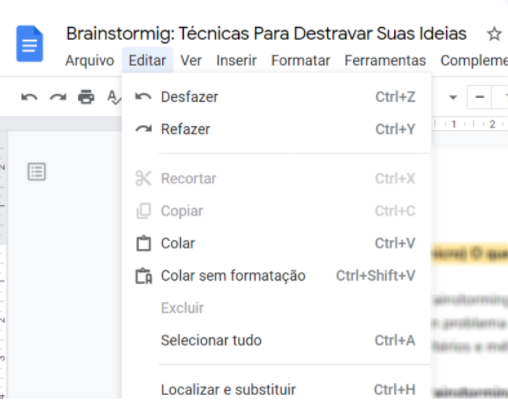 Brainstormig: Técnicas Para Destravar Suas Ideias
Arquivo Editar Ver Inserir Formatar Ferramentas Compleme
Desfazer Ctrl+Z
Refazer Ctrl+Y
1 2
Recortar Ctrl+X
Copiar Ctrl+C
Colar Ctrl+V
Colar sem formatação Ctrl+Shift+V
Excluir
Selecionar tudo Ctrl+A
Localizar e substituir Ctrl+H